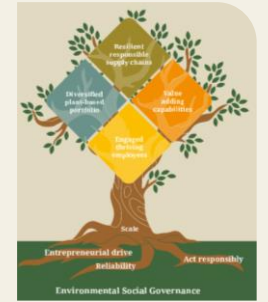 Resilient
responsible
supply chains
Diversified
plant-based
portfolio
Value
adding
capabilities
Engaged
thriving
employees
Scale
Entrepreneurial drive
Act responsibly
Reliability
Environmental Social Governance